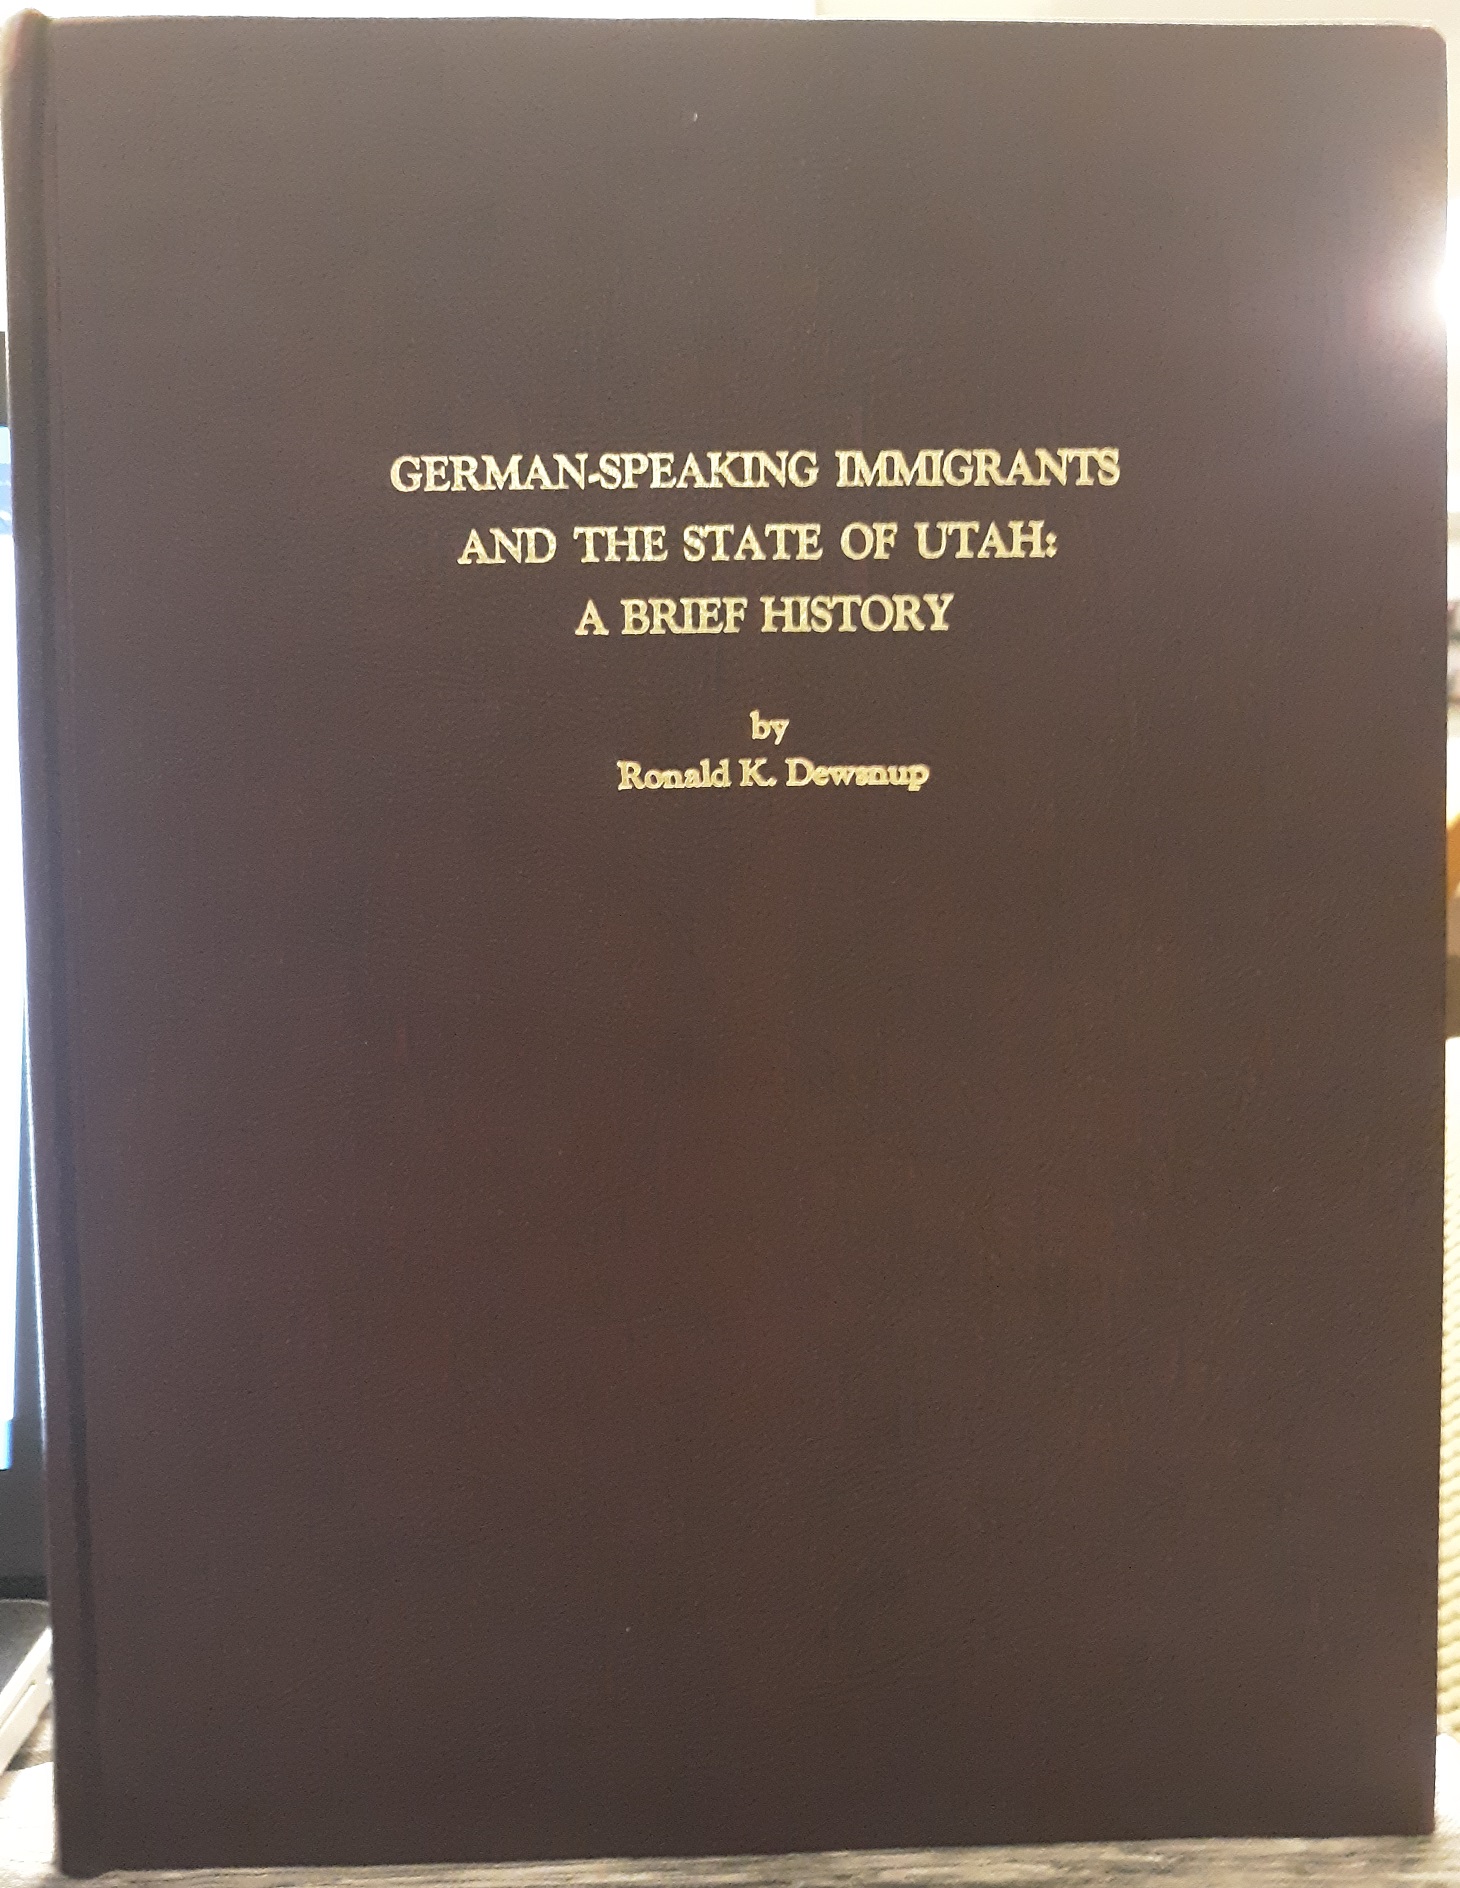 GERMAN-SPEAKING IMMIGRANTS
AND THE STATE OF UTAH:
A BRIEF HISTORY
by
Ronald K. Dewsnup